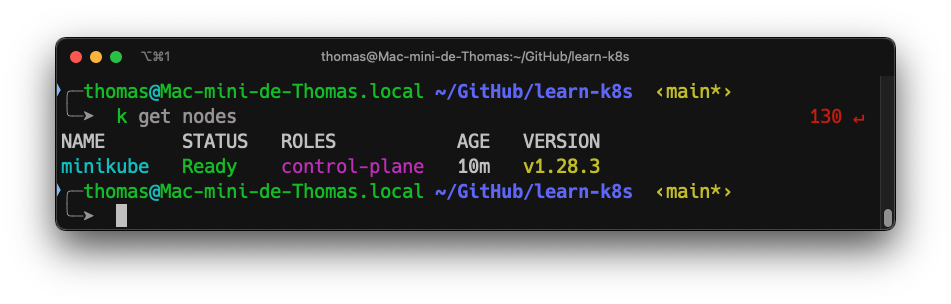 ⌥⌘1 thomas@Mac-mini-de-Thomas:~/GitHub/learn-k8s
thomas@Mac-mini-de-Thomas.local ~/GitHub/learn-k8s ‹main*›
k get nodes 130 ↵
NAME STATUS ROLES AGE VERSION
minikube Ready control-plane 10m v1.28.3
thomas@Mac-mini-de-Thomas.local ~/GitHub/learn-k8s ‹main*›